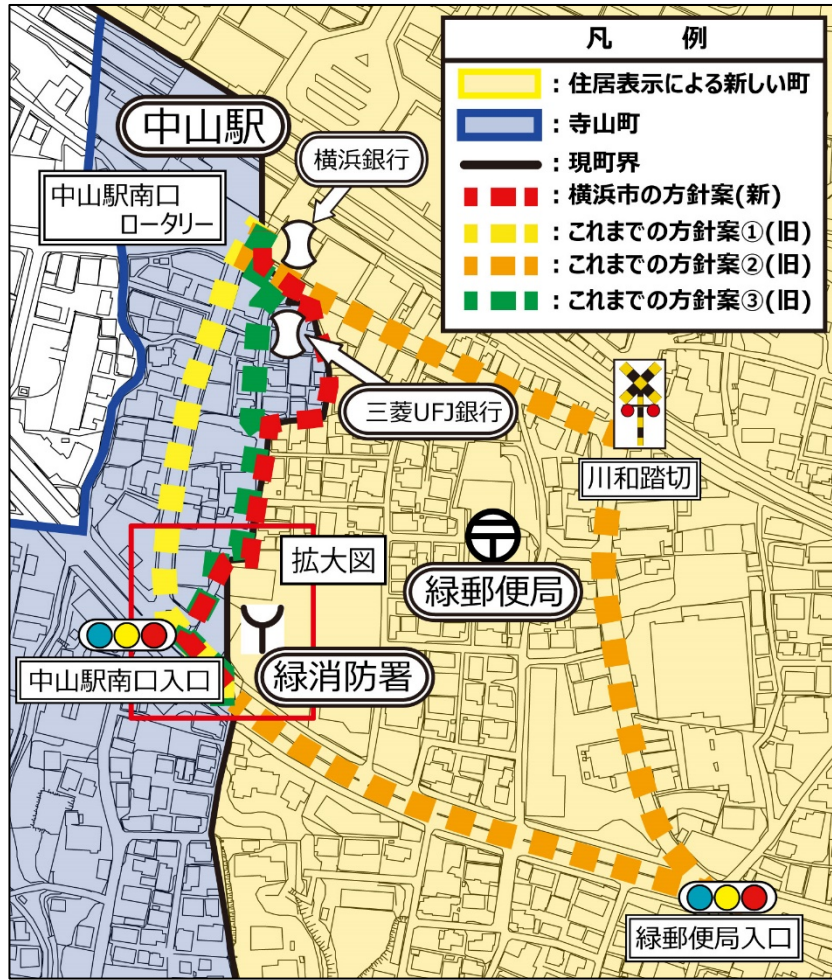 凡 例
：住居表示による新しい町
：寺山町
：現町界
：横浜市の方針案(新)
：これまでの方針案①(旧)
：これまでの方針案②(旧)
：これまでの方針案③(旧)
中山駅
横浜銀行
中山駅南口
ロータリー
三菱UFJ銀行
川和踏切
拡大図
緑郵便局
中山駅南口入口
緑消防署
緑郵便局入口